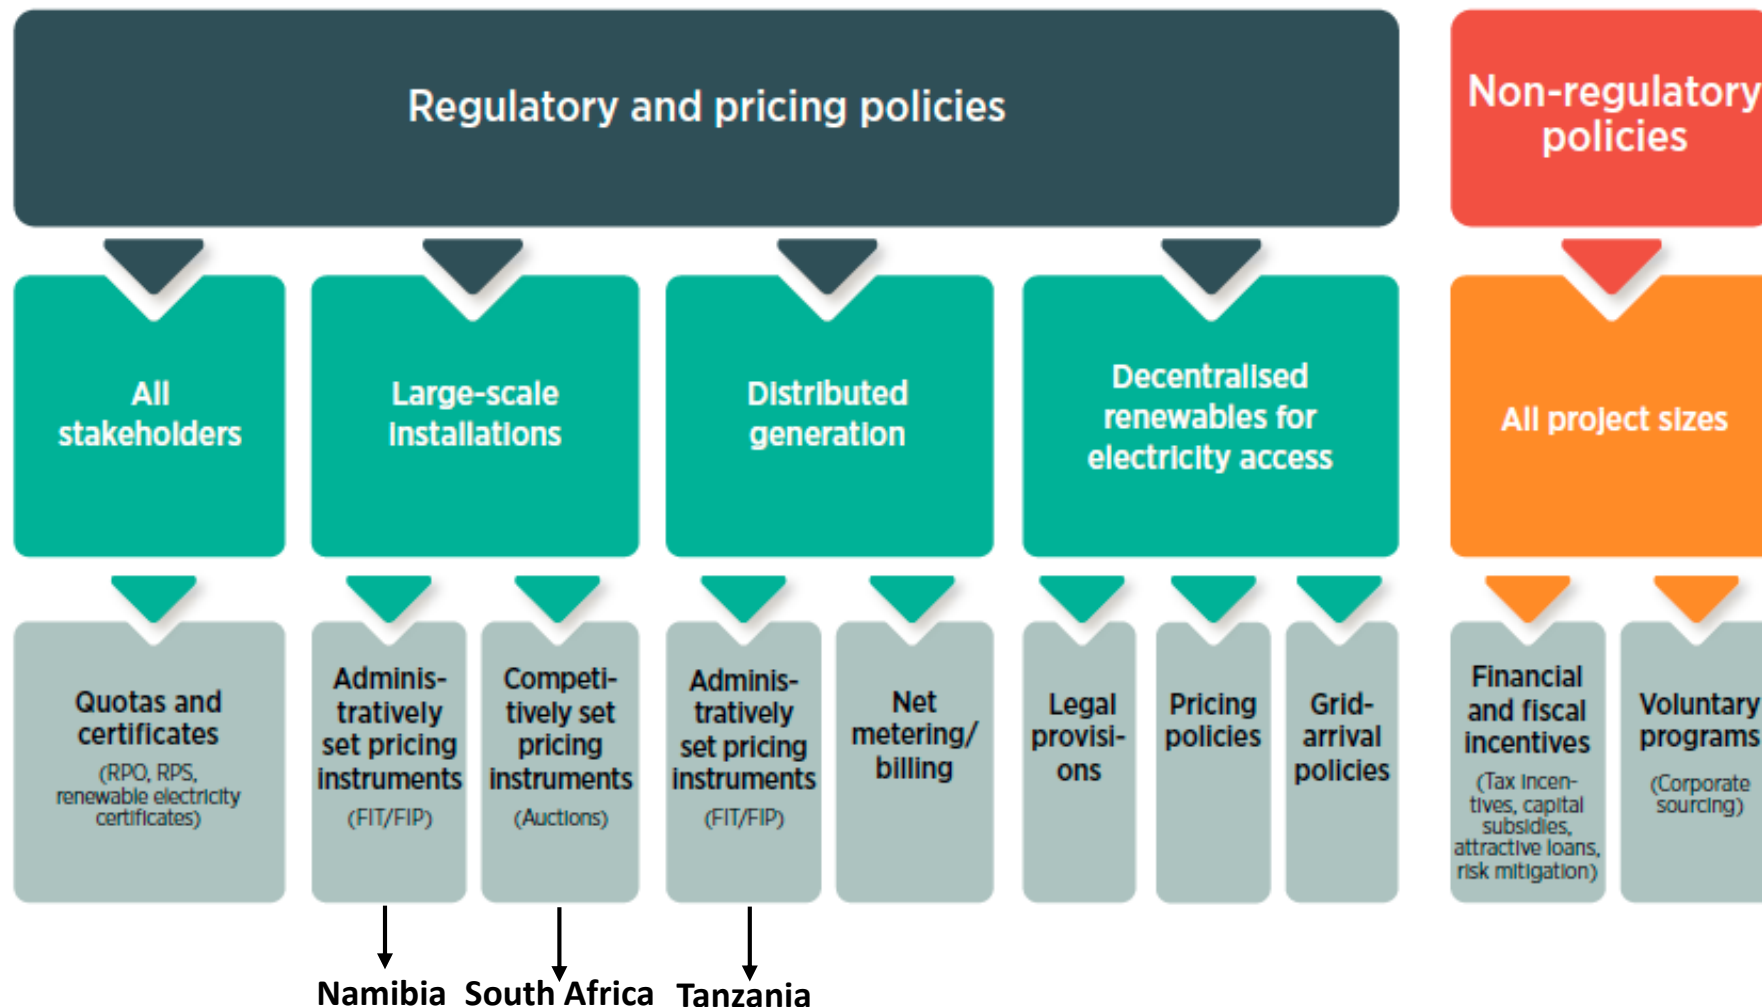 Regulatory and pricing policies
Non-regulatory
policies
All
stakeholders
Large-scale
installations
Distributed
generation
Decentralised
renewables for
electricity access
All project sizes
Quotas and
certificates
(RPO, RPS,
renewable electricity
certificates)
Adminis-
tratively
set pricing
instruments
(FIT/FIP)
Competi-
tively set
pricing
instruments
(Auctions)
Adminis-
tratively
set pricing
instruments
(FIT/FIP)
Net
metering/
billing
Legal
provisi-
ons
Pricing
policies
Grid-
arrival
policies
Financial
and fiscal
incentives
(Tax incen-
tives, capital
subsidies,
attractive loans,
risk mitigation)
Voluntary
programs
(Corporate
sourcing)
Namibia South Africa Tanzania